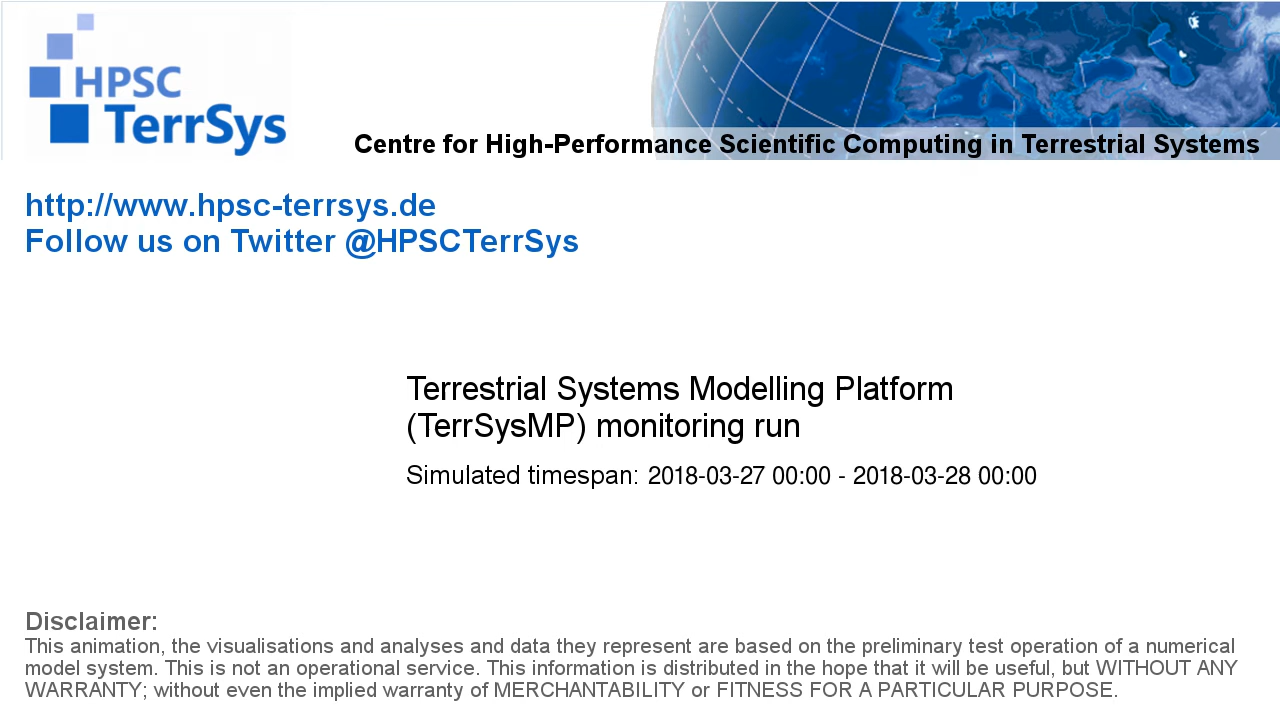 HPSC
TerrSys
Centre for High-Performance Scientific Computing in Terrestrial Systems
http://www.hpsc-terrsys.de
Follow us on Twitter @HPSCTerrSys
Terrestrial Systems Modelling Platform
(TerrSysMP) monitoring run
Simulated timespan: 2018-03-27 00:00 - 2018-03-28 00:00
Disclaimer:
This animation, the visualisations and analyses and data they represent are based on the preliminary test operation of a numerical
model system. This is not an operational service. This information is distributed in the hope that it will be useful, but WITHOUT ANY
WARRANTY; without even the implied warranty of MERCHANTABILITY or FITNESS FOR A PARTICULAR PURPOSE.